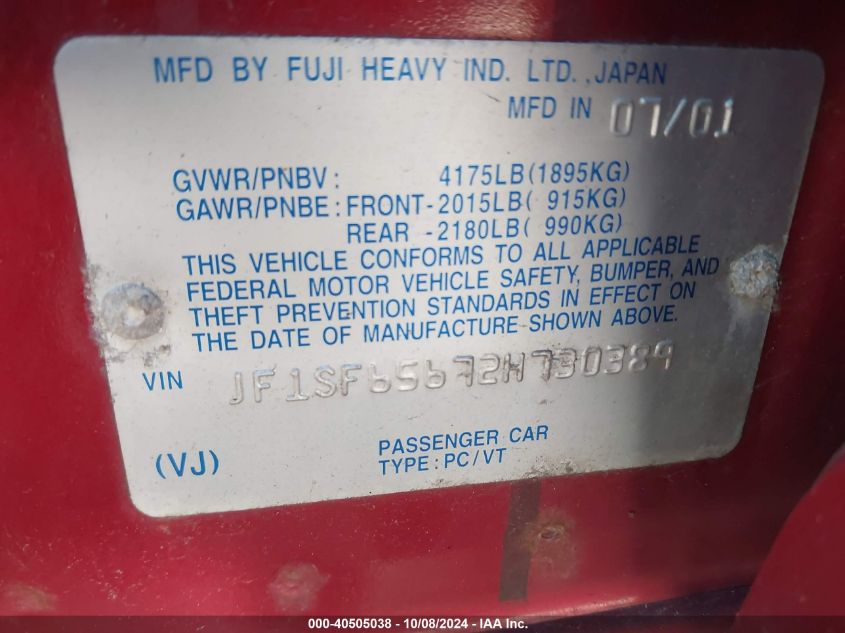 MFD BY FUJI HEAVY IND. LTD., JAPAN
MFD IN 07/01
GVWR/PNBV: 4175LB(1895KG)
GAWR/PNBE: FRONT-2015LB( 915KG)
REAR -2180LB( 990KG)
THIS VEHICLE CONFORMS TO ALL APPLICABLE
FEDERAL MOTOR VEHICLE SAFETY, BUMPER, AND
THEFT PREVENTION STANDARDS IN EFFECT ON
THE DATE OF MANUFACTURE SHOWN ABOVE.
VIN JF1SF65672H730389
(VJ) PASSENGER CAR
TYPE: PC/VT
000-40505038 - 10/08/2024 - IAA Inc.